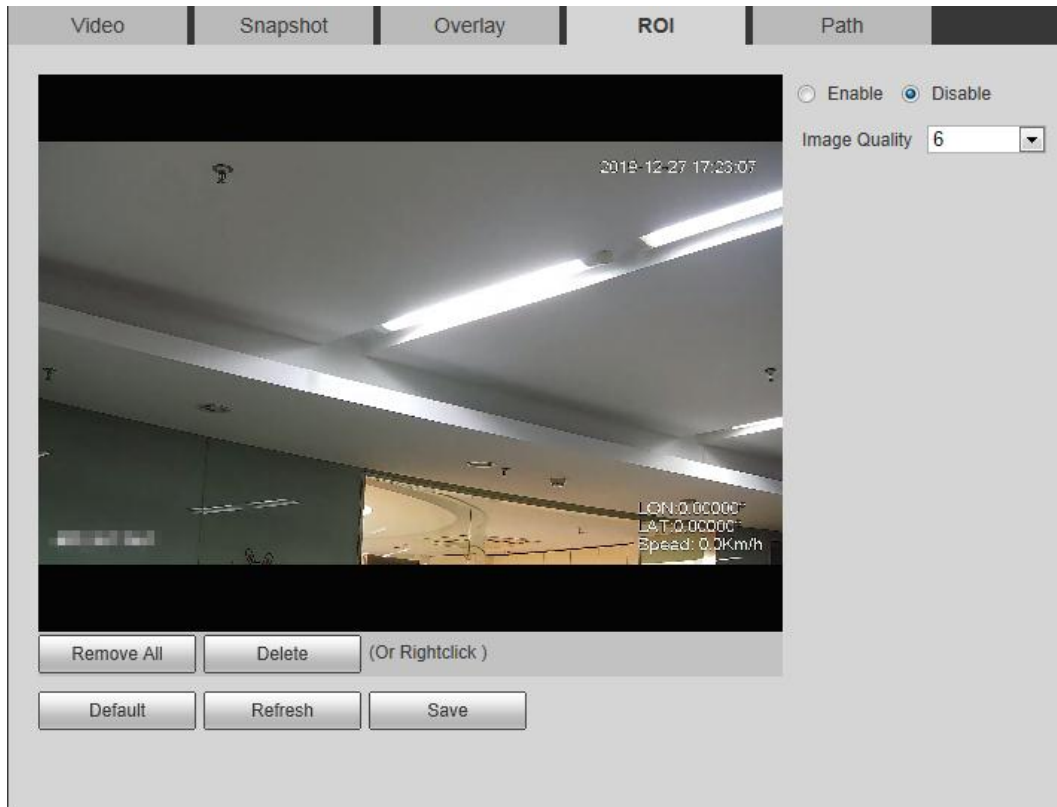 Video Snapshot Overlay ROI Path
Enable Disable
Image Quality 6
2019-12-27 17:23:07
LON:0.00000°
LAT:0.00000°
Speed: 0.0Km/h
Remove All Delete (Or Rightclick )
Default Refresh Save